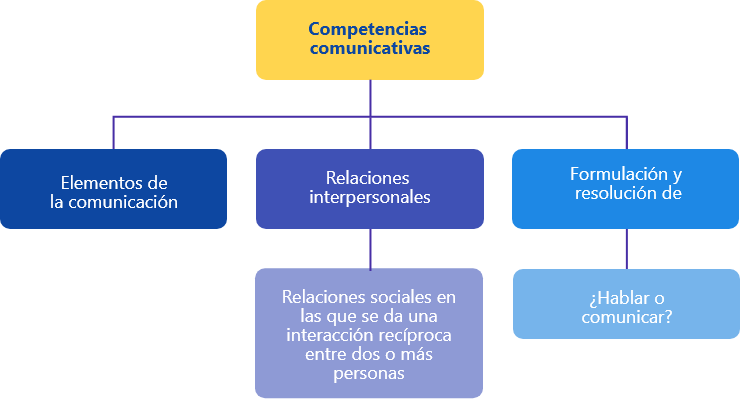 Competencias
comunicativas
Elementos de
la comunicación
Relaciones
interpersonales
Formulación y
resolución de
Relaciones sociales en
las que se da una
interacción recíproca
entre dos o más
personas
¿Hablar o
comunicar?